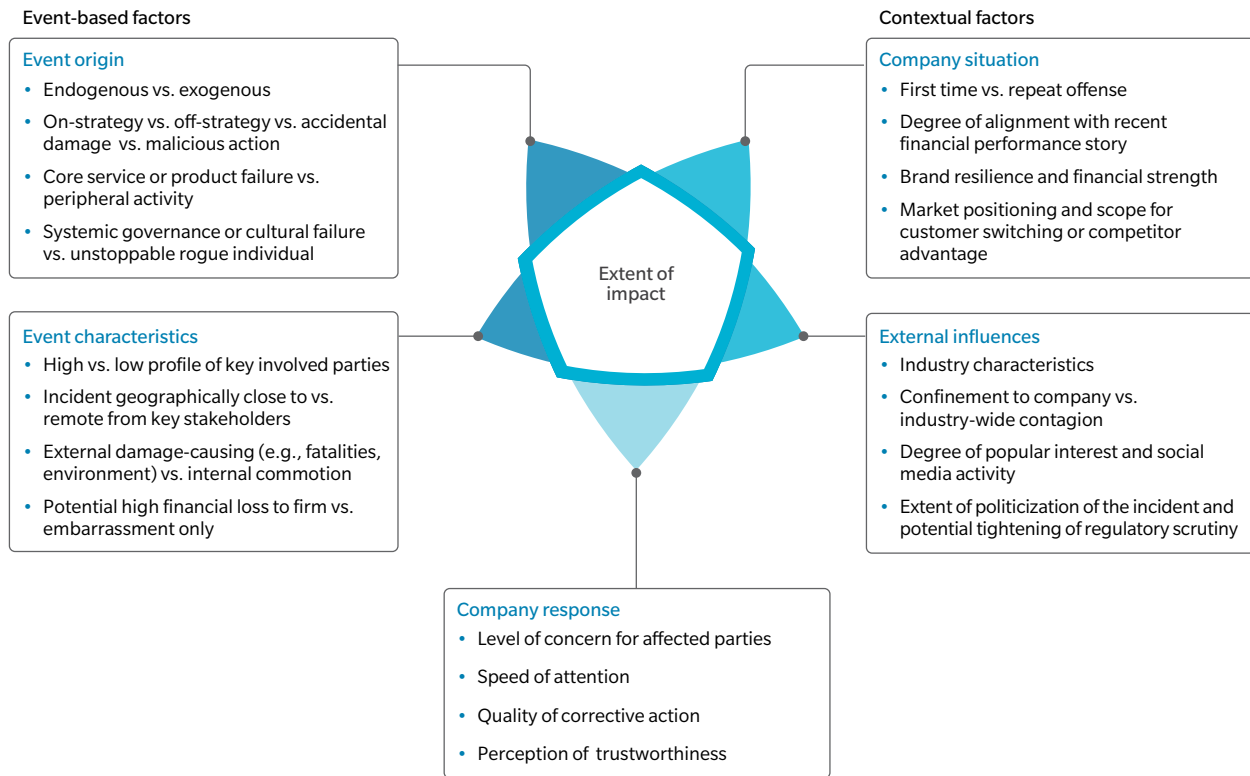 Event-based factors
Event origin
• Endogenous vs. exogenous
• On-strategy vs. off-strategy vs. accidental
damage vs. malicious action
• Core service or product failure vs.
peripheral activity
• Systemic governance or cultural failure
vs. unstoppable rogue individual
Event characteristics
• High vs. low profile of key involved parties
• Incident geographically close to vs.
remote from key stakeholders
• External damage-causing (e.g., fatalities,
environment) vs. internal commotion
• Potential high financial loss to firm vs.
embarrassment only
Extent of
impact
Contextual factors
Company situation
• First time vs. repeat offense
• Degree of alignment with recent
financial performance story
• Brand resilience and financial strength
• Market positioning and scope for
customer switching or competitor
advantage
External influences
• Industry characteristics
• Confinement to company vs.
industry-wide contagion
• Degree of popular interest and social
media activity
• Extent of politicization of the incident and
potential tightening of regulatory scrutiny
Company response
• Level of concern for affected parties
• Speed of attention
• Quality of corrective action
• Perception of trustworthiness